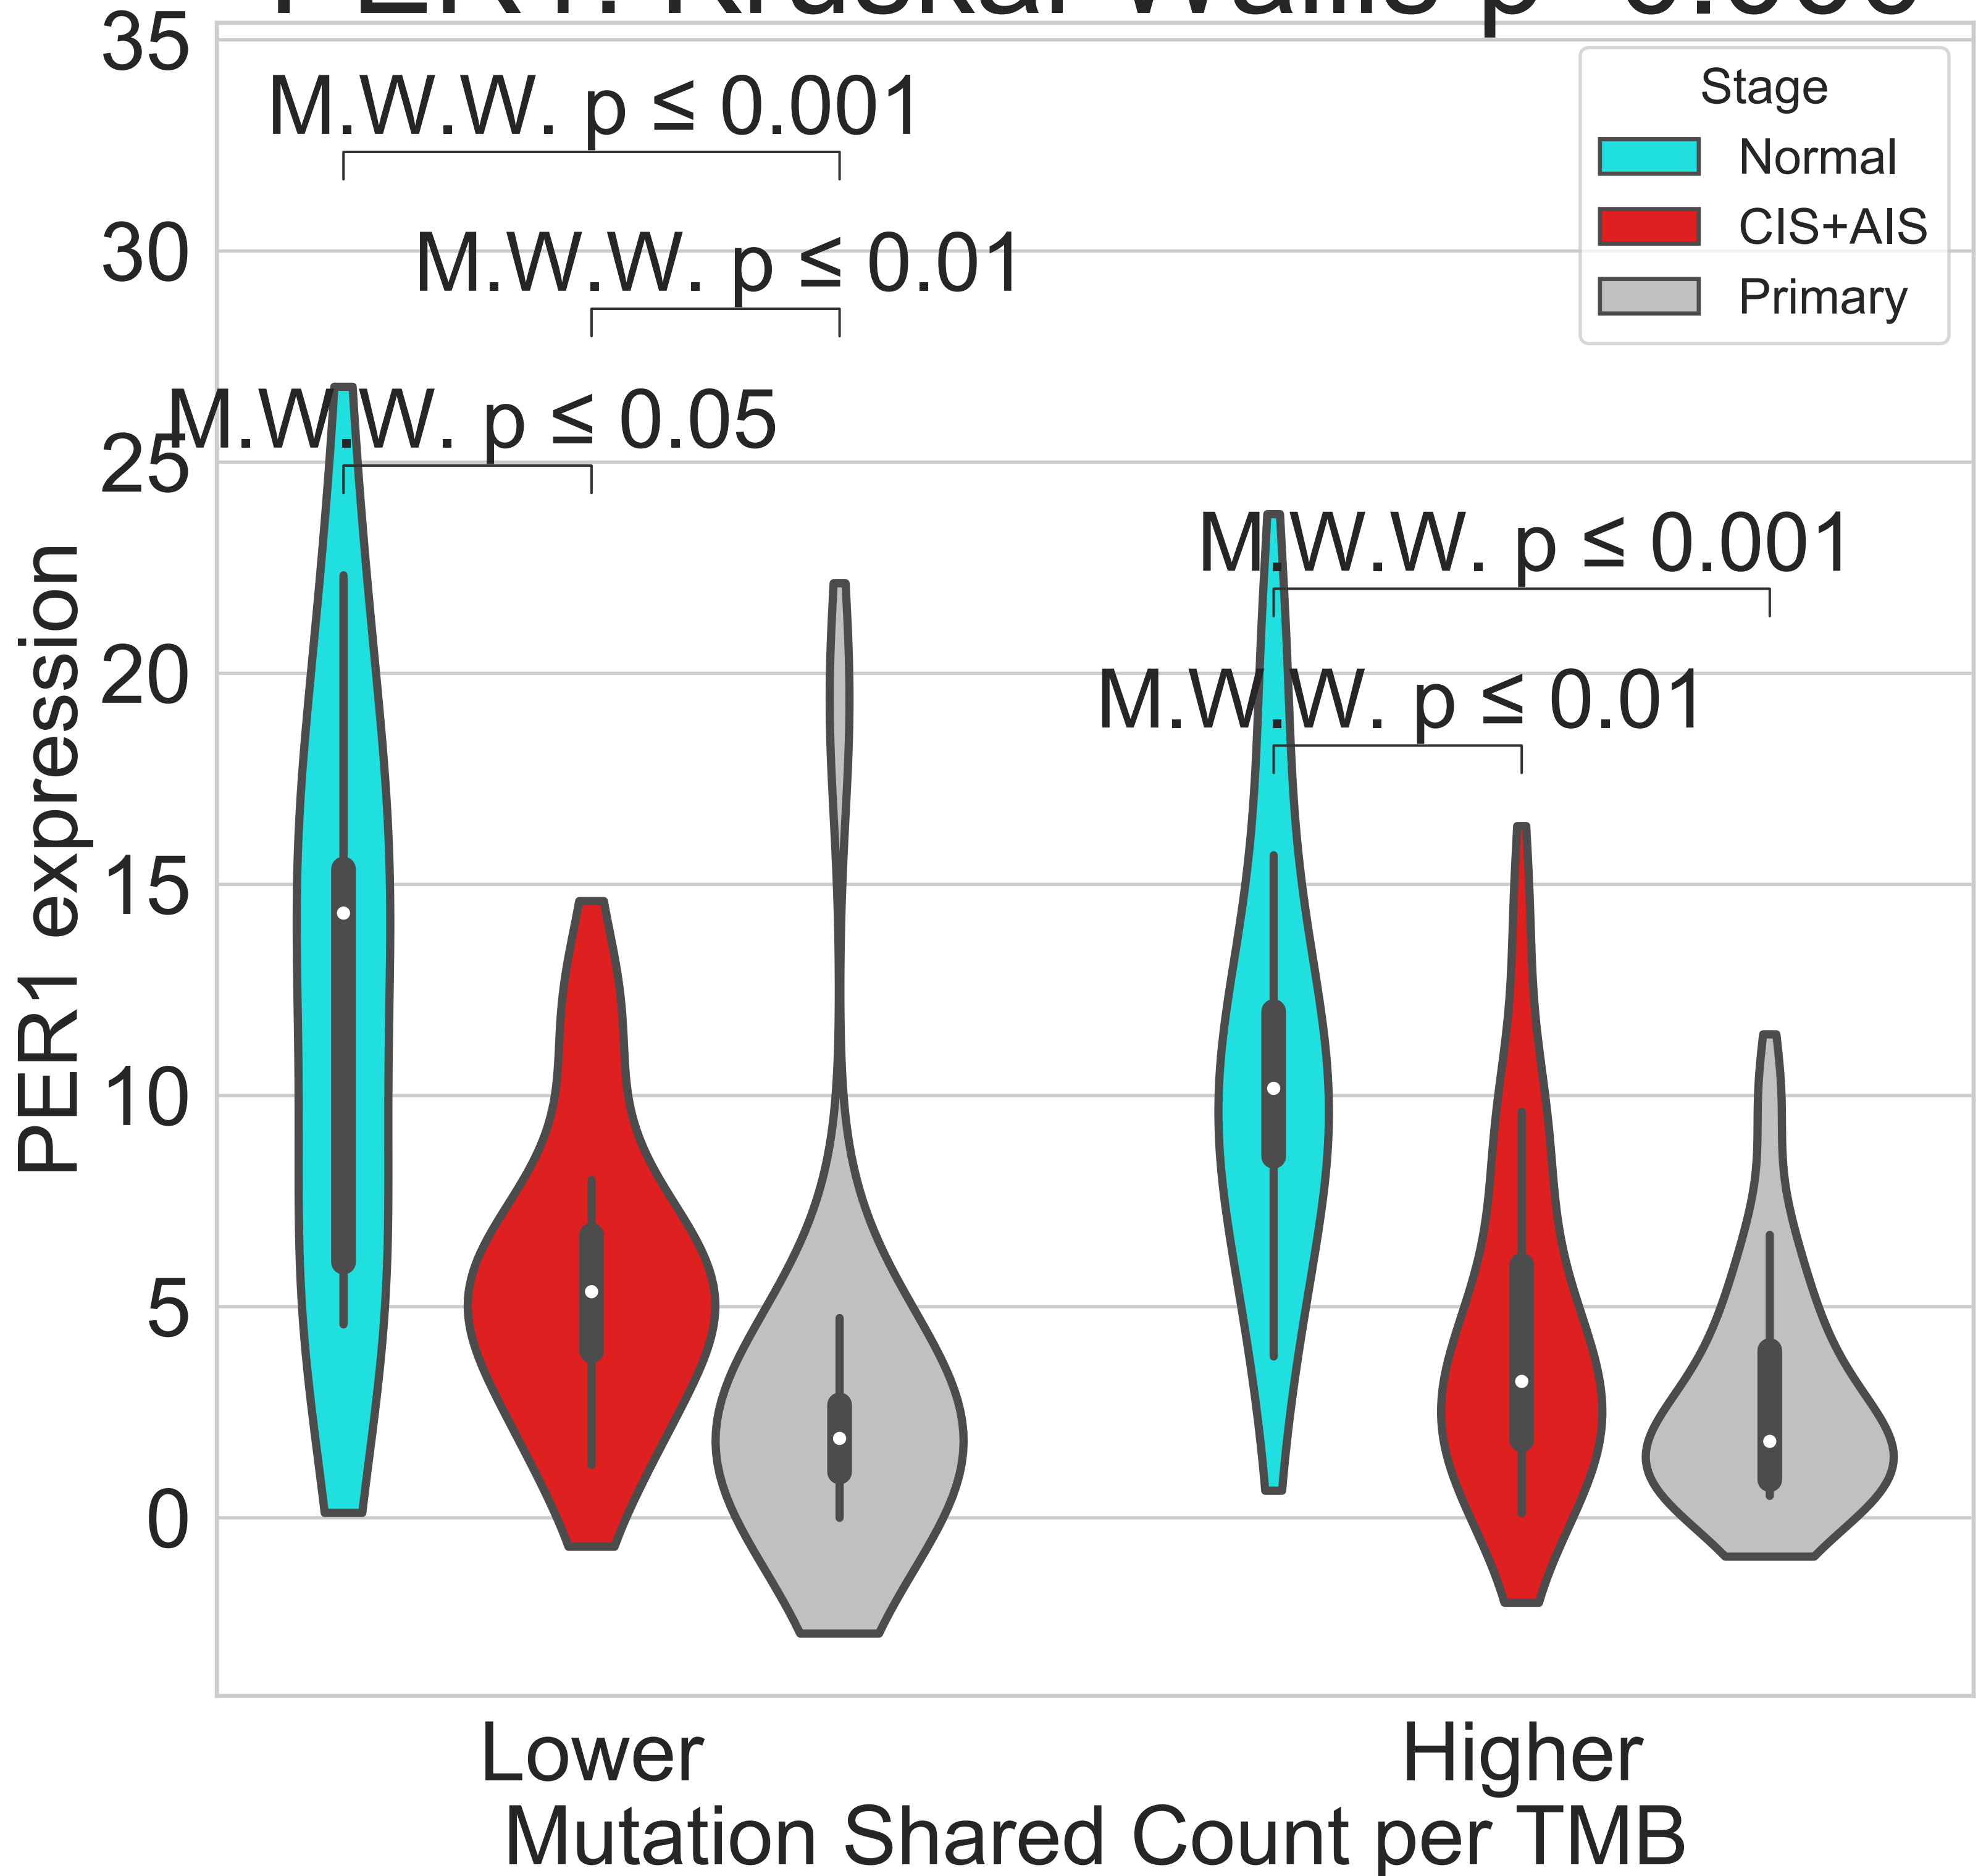 35
30
25
20
15
10
5
0
PER1 expression
M.W.W. p ≤ 0.001
M.W.W. p ≤ 0.01
M.W.W. p ≤ 0.05
M.W.W. p ≤ 0.001
M.W.W. p ≤ 0.01
Stage
Normal
CIS+AIS
Primary
Lower
Higher
Mutation Shared Count per TMB